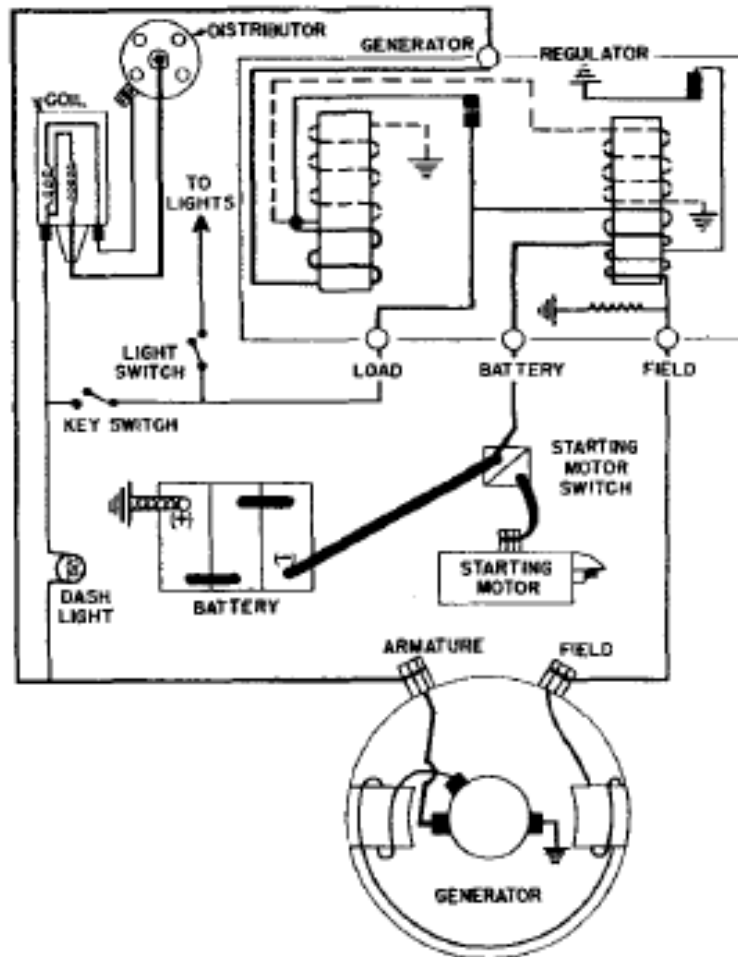 DISTRIBUTOR
GENERATOR
REGULATOR
COIL
TO
LIGHTS
LIGHT
SWITCH
LOAD
BATTERY
FIELD
KEY SWITCH
STARTING
MOTOR
SWITCH
(+)
(-)
STARTING
MOTOR
DASH
LIGHT
BATTERY
ARMATURE
FIELD
GENERATOR